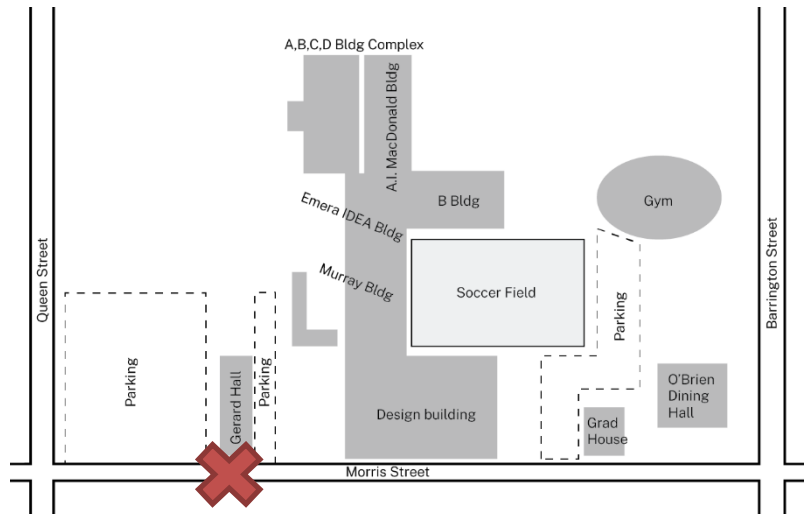 A,B,C,D Bldg Complex
A.I. MacDonald Bldg
Emera IDEA Bldg
B Bldg
Gym
Queen Street
Murray Bldg
Soccer Field
Parking
Barrington Street
Parking
Gerard Hall
Parking
Design building
O'Brien
Dining
Hall
Grad
House
Morris Street